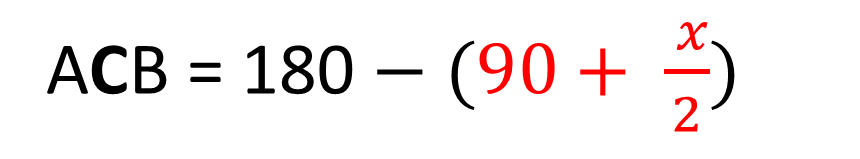 ACB = 180 − (90 + x/2)